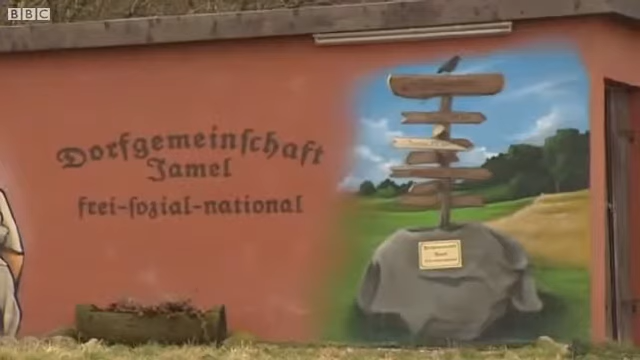 BBC
Dorfgemeinſchaft
Jamel
frei-ſozial-national